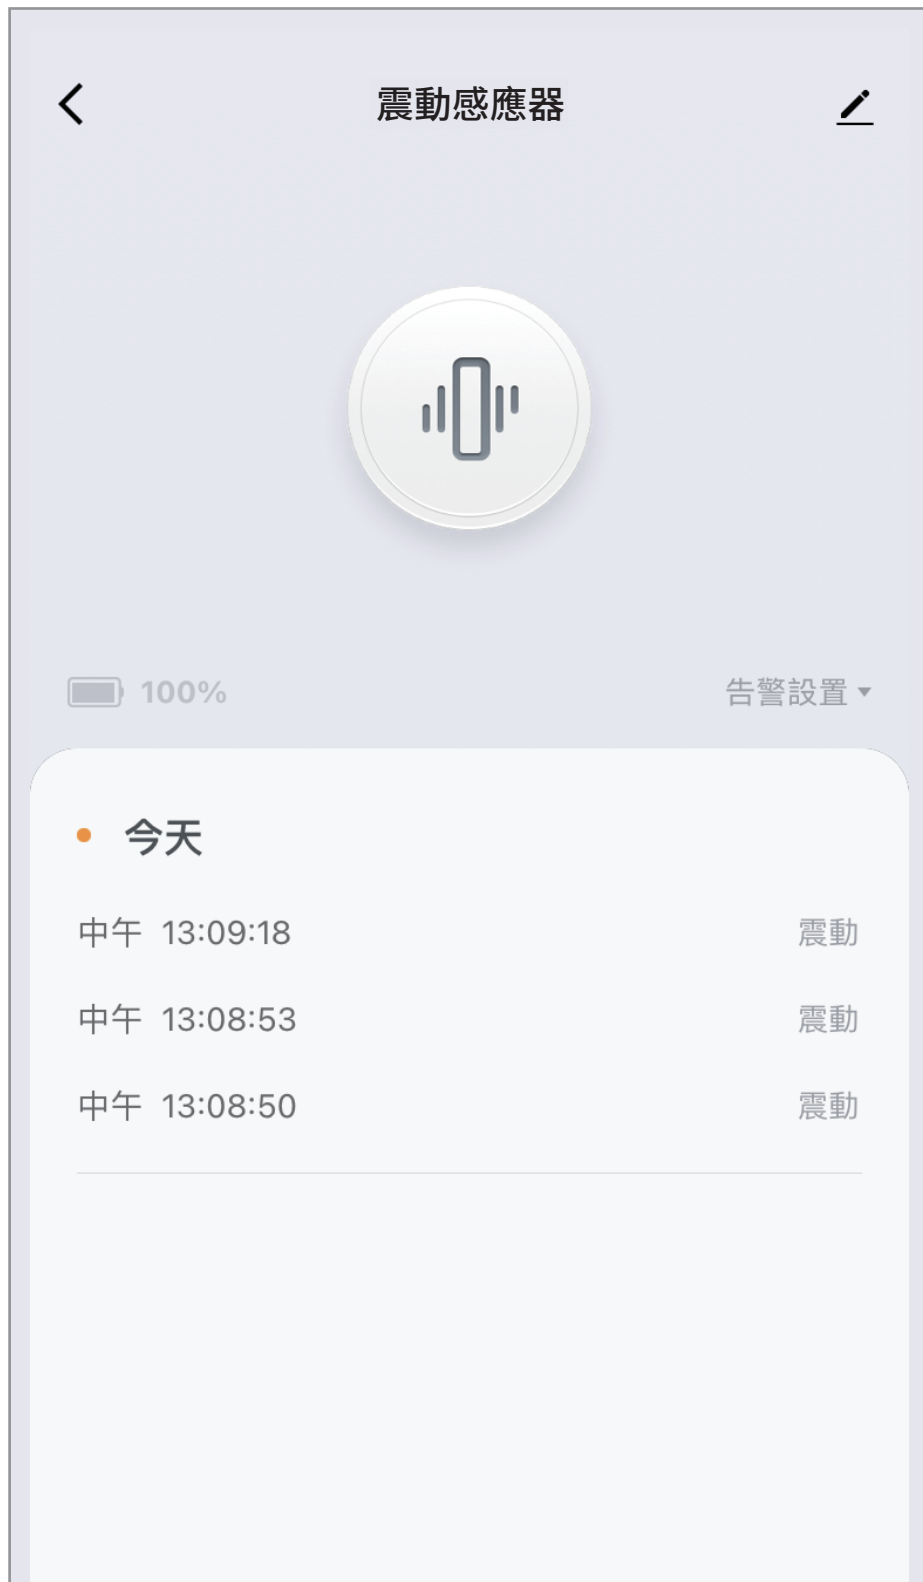 震動感應器
100% 告警設置
今天
中午 13:09:18 震動
中午 13:08:53 震動
中午 13:08:50 震動